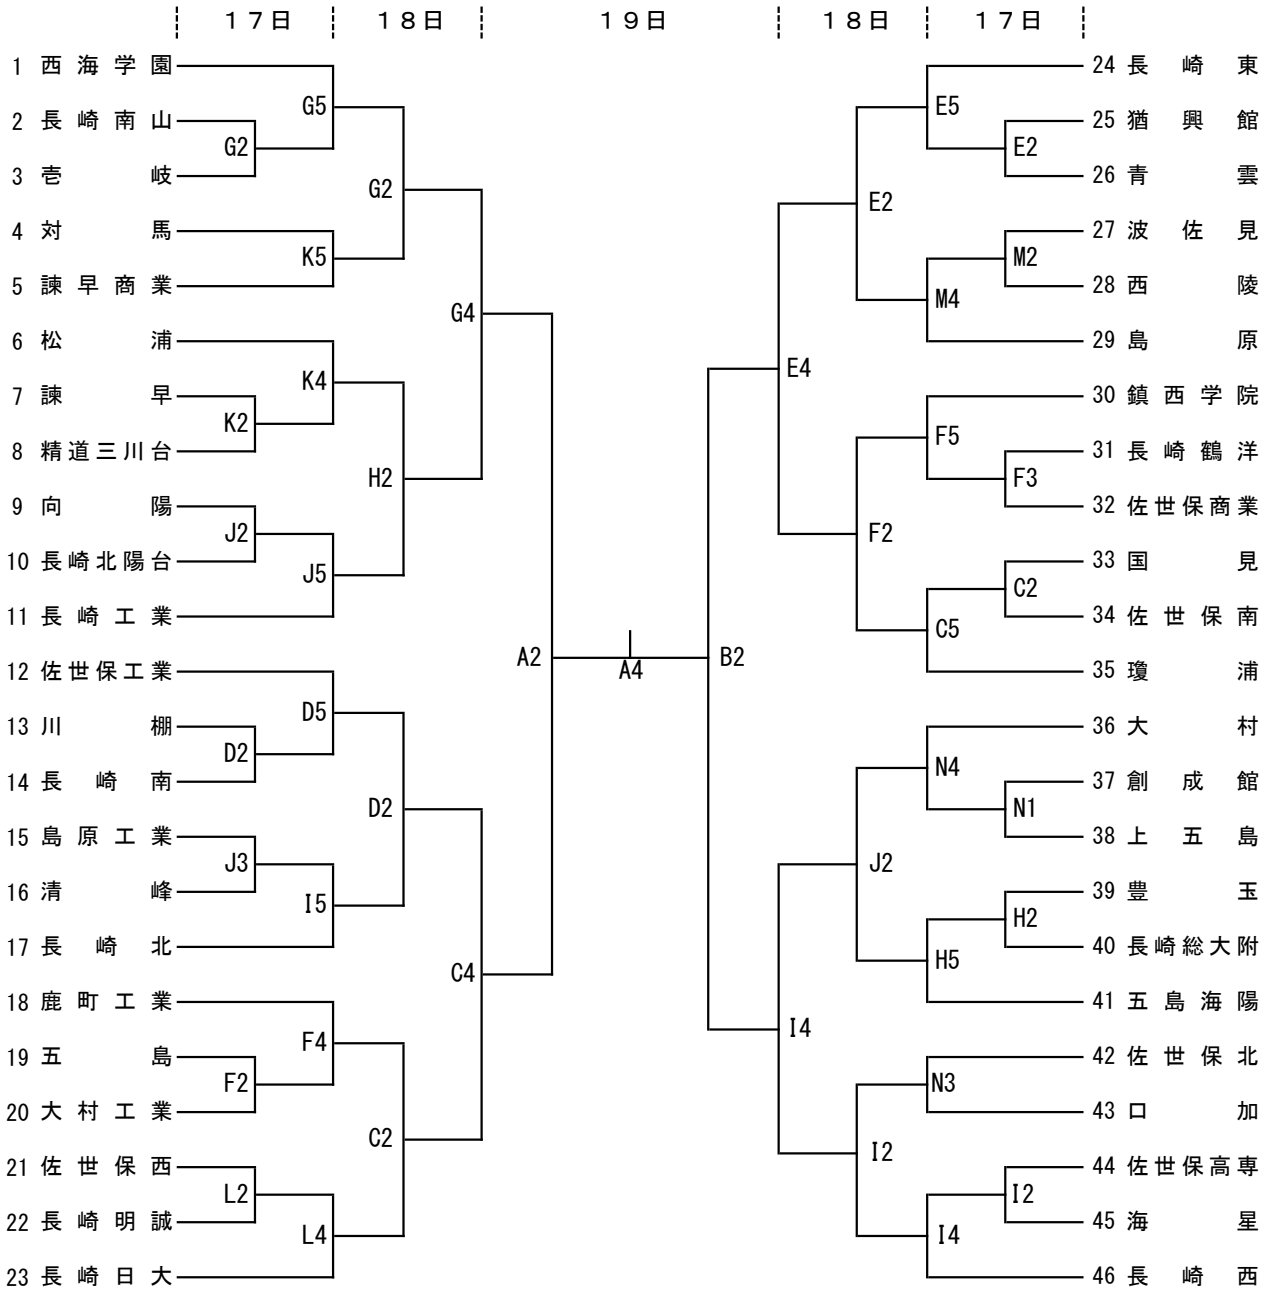 17日 18日 19日 18日 17日
1 西海学園
2 長崎南山
3 壱岐
4 対馬
5 諫早商業
6 松浦
7 諫早
8 精道三川台
9 向陽
10 長崎北陽台
11 長崎工業
12 佐世保工業
13 川棚
14 長崎南
15 島原工業
16 清峰
17 長崎北
18 鹿町工業
19 五島
20 大村工業
21 佐世保西
22 長崎明誠
23 長崎日大
G2
K2
J2
D2
J3
F2
L2
G5
K5
K4
J5
D5
I5
F4
L4
G2
H2
D2
C2
G4
C4
A2
A4
B2
E4
I4
E2
F2
J2
I2
E5
M4
F5
C5
N4
H5
N3
I4
E2
M2
F3
C2
N1
H2
I2
24 長崎東
25 猶興館
26 青雲
27 波佐見
28 西陵
29 島原
30 鎮西学院
31 長崎鶴洋
32 佐世保商業
33 国見
34 佐世保南
35 瓊浦
36 大村
37 創成館
38 上五島
39 豊玉
40 長崎総大附
41 五島海陽
42 佐世保北
43 口加
44 佐世保高専
45 海星
46 長崎西